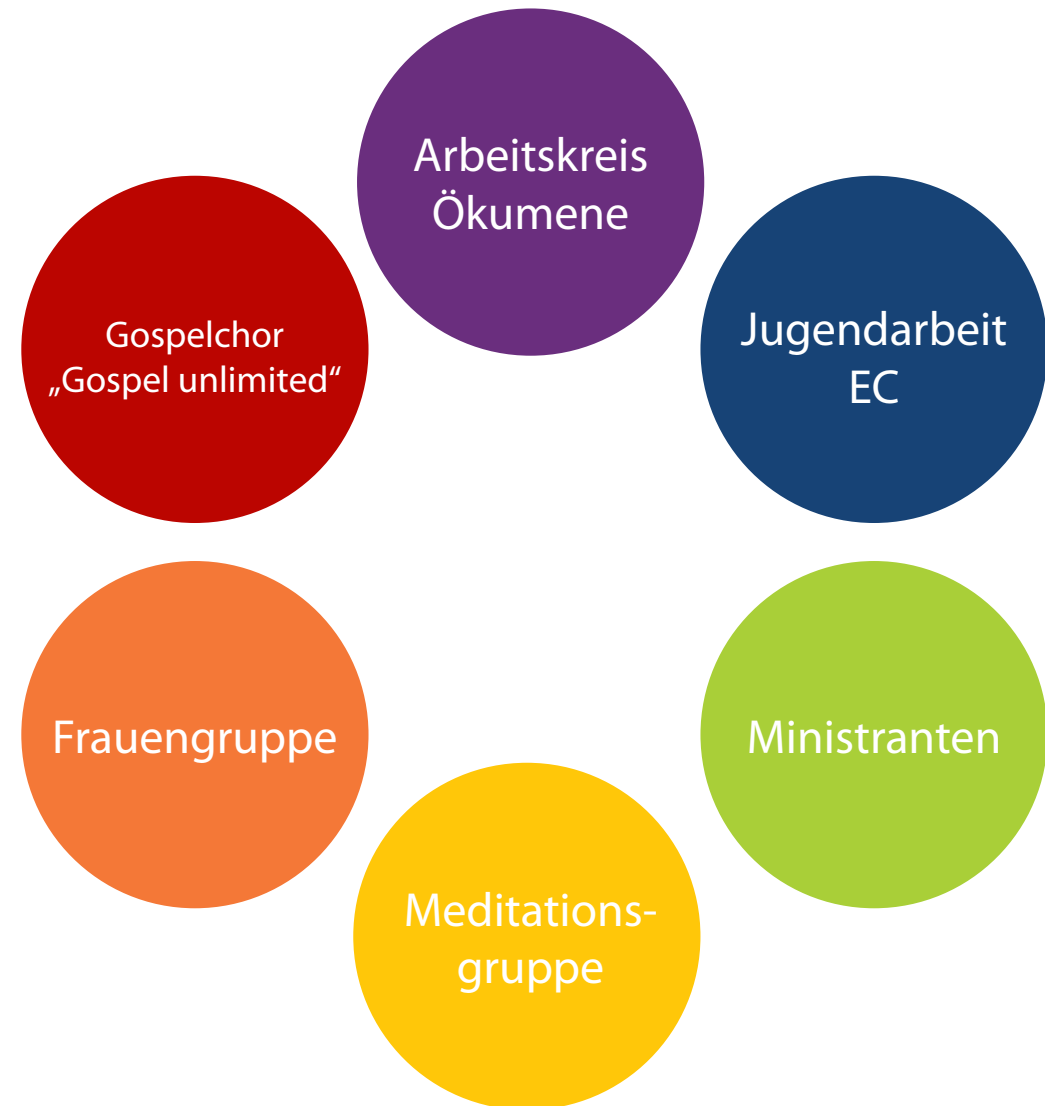 Arbeitskreis
Ökumene
Gospelchor
„Gospel unlimited“
Jugendarbeit
EC
Frauengruppe
Ministranten
Meditations-
gruppe